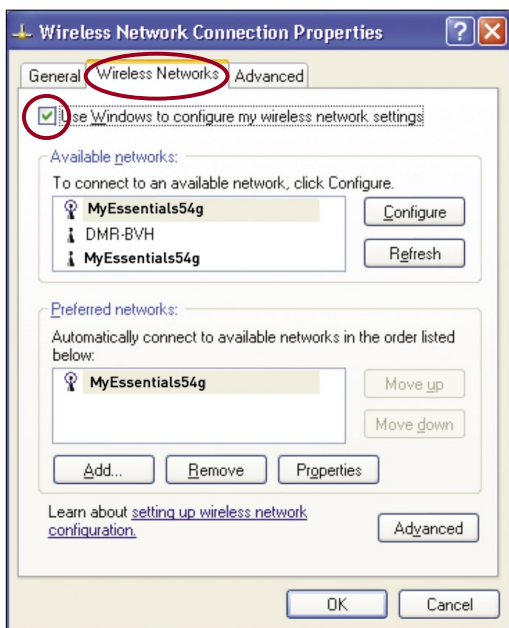 Wireless Network Connection Properties
General Wireless Networks Advanced
Use Windows to configure my wireless network settings
Available networks:
To connect to an available network, click Configure.
MyEssentials54g
Configure
DMR-BVH
MyEssentials54g
Refresh
Preferred networks:
Automatically connect to available networks in the order listed
below:
MyEssentials54g
Move up
Move down
Add... Remove Properties
Learn about setting up wireless network
configuration.
Advanced
OK Cancel